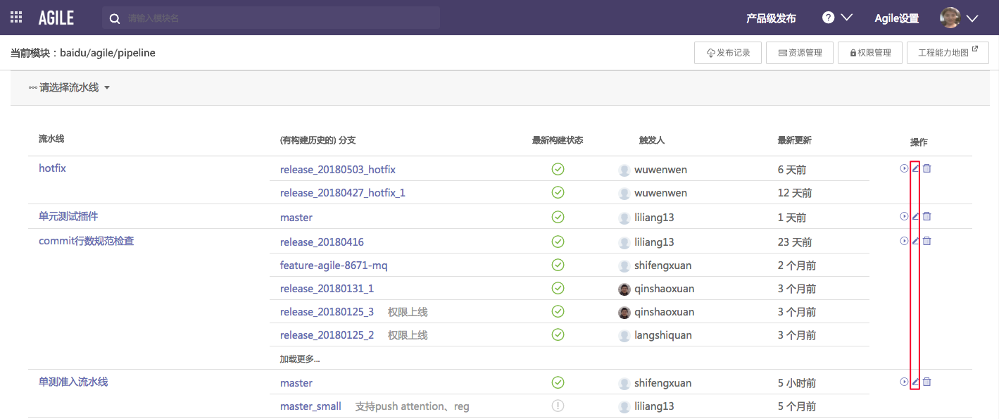 AGILE 请输入模块名 产品级发布 Agile设置
当前模块：baidu/agile/pipeline 发布记录 资源管理 权限管理 工程能力地图
请选择流水线
流水线 (有构建历史的) 分支 最新构建状态 触发人 最新更新 操作
hotfix release_20180503_hotfix wuwenwen 6 天前
release_20180427_hotfix_1 wuwenwen 12 天前
单元测试插件 master liliang13 1 天前
commit行数规范检查 release_20180416 liliang13 23 天前
feature-agile-8671-mq shifengxuan 2 个月前
release_20180131_1 qinshaoxuan 3 个月前
release_20180125_3 权限上线 qinshaoxuan 3 个月前
release_20180125_2 权限上线 langshiquan 3 个月前
加载更多...
单测准入流水线 master shifengxuan 5 小时前
master_small 支持push attention、reg liliang13 5 个月前